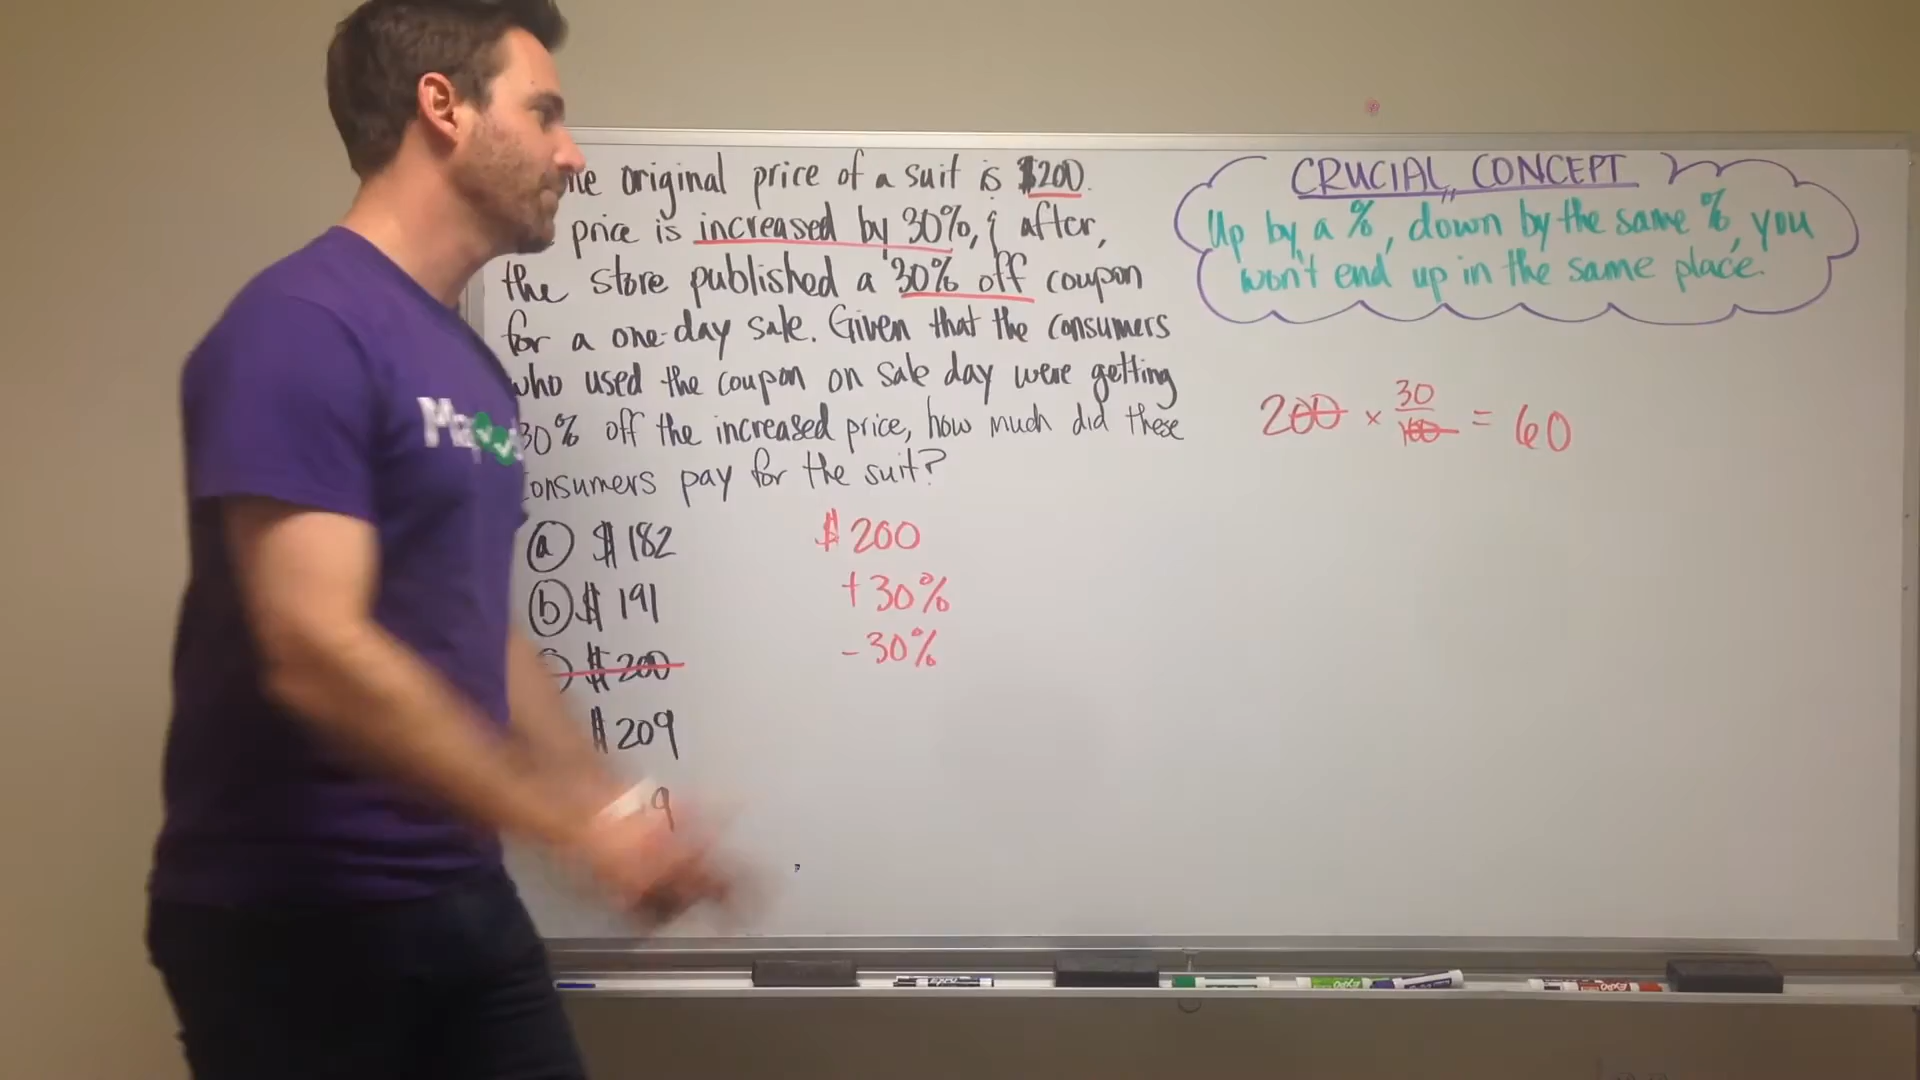 original price of a suit is $200.
price is increased by 30%, & after,
the store published a 30% off coupon
for a one-day sale. Given that the consumers
who used the coupon on sale day were getting
30% off the increased price, how much did these
consumers pay for the suit?
(a) $182
(b) $191
$200
$209
9
$200
+30%
-30%
CRUCIAL CONCEPT
Up by a %, down by the same %, you
won't end up in the same place.
200 × 30/100 = 60